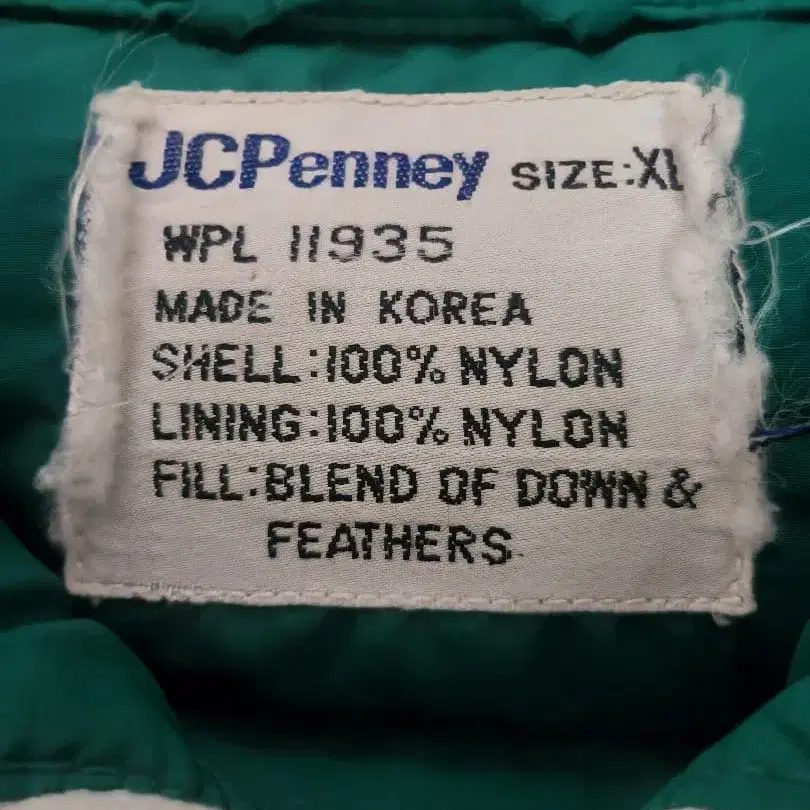 JCPenney SIZE:XL
WPL 11935
MADE IN KOREA
SHELL:100% NYLON
LINING:100% NYLON
FILL:BLEND OF DOWN &
FEATHERS